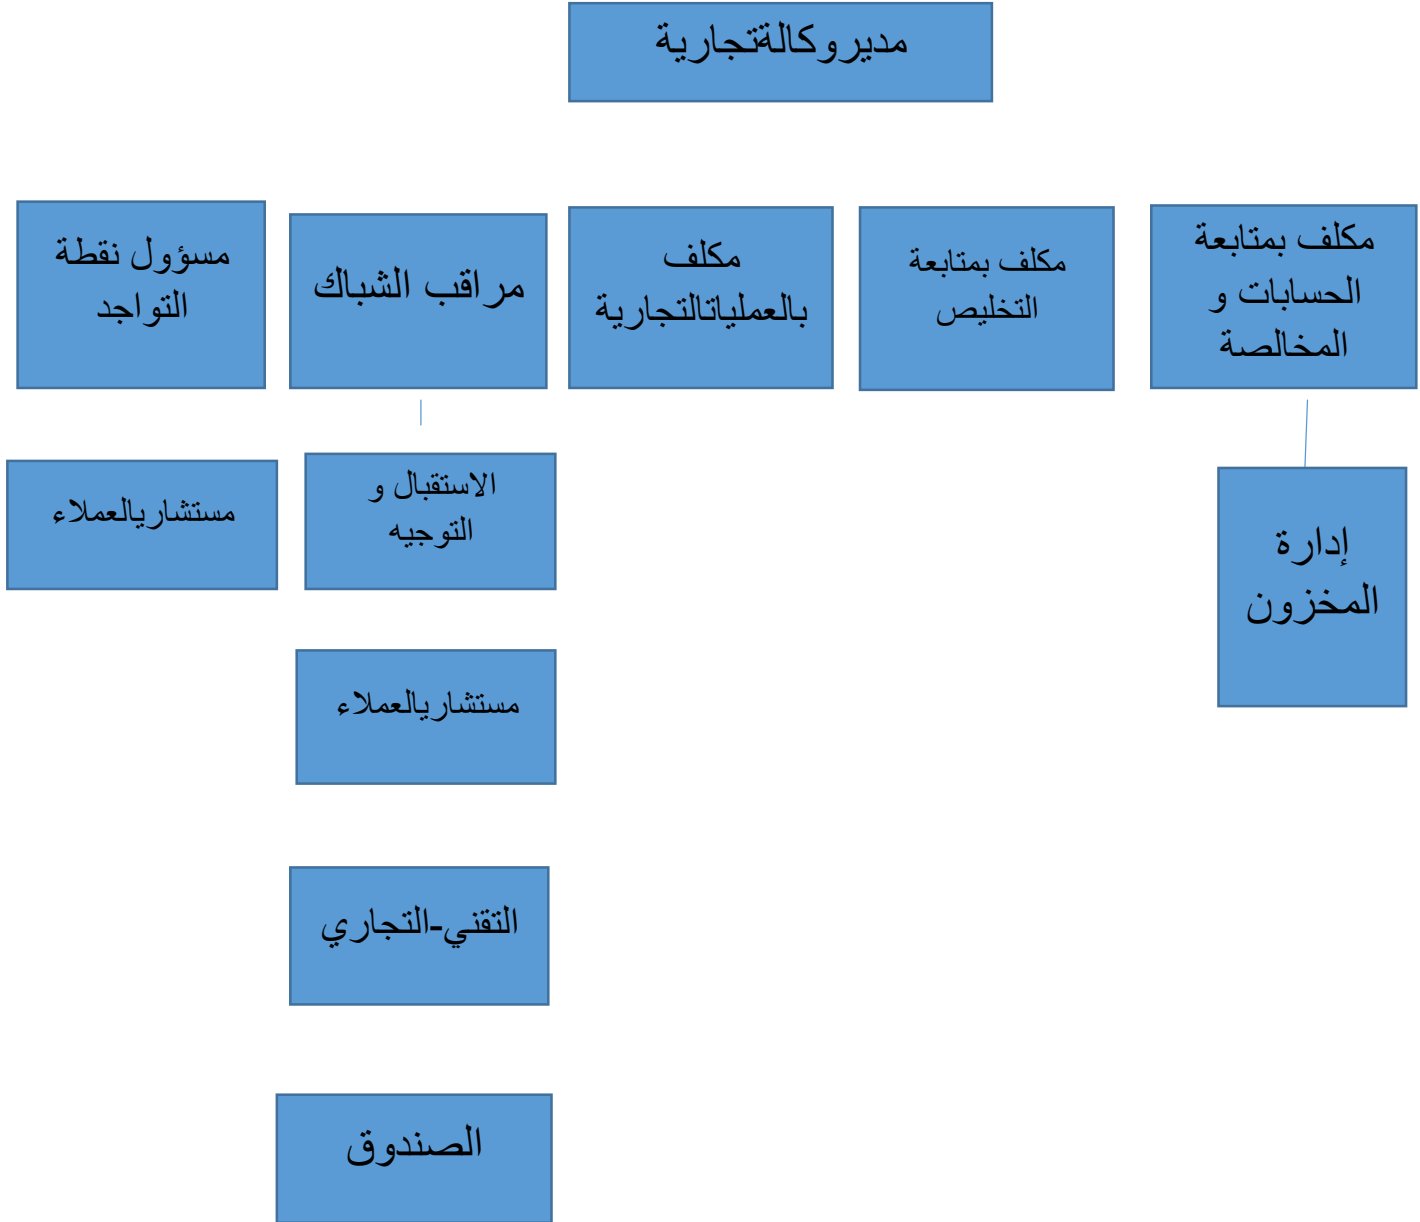 مديروكالةتجارية
مكلف بمتابعة
الحسابات و
المخالصة
مكلف بمتابعة
التخليص
مكلف
بالعملياتالتجارية
مراقب الشباك
مسؤول نقطة
التواجد
الاستقبال و
التوجيه
مستشاريالعملاء
إدارة
المخزون
مستشاريالعملاء
التقني-التجاري
الصندوق